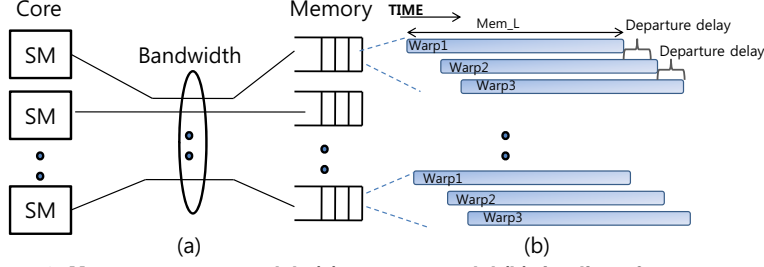 Core
Memory
TIME
Mem_L
Departure delay
Departure delay
SM
SM
SM
Bandwidth
Warp1
Warp2
Warp3
Warp1
Warp2
Warp3
(a)
(b)